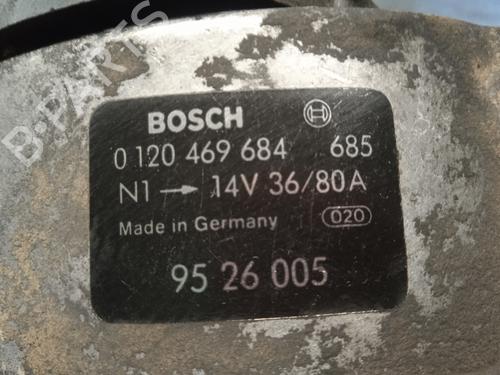 B-PARTS
BOSCH
0 120 469 684 685
N1 → 14V 36/80A
Made in Germany 020
95 26 005